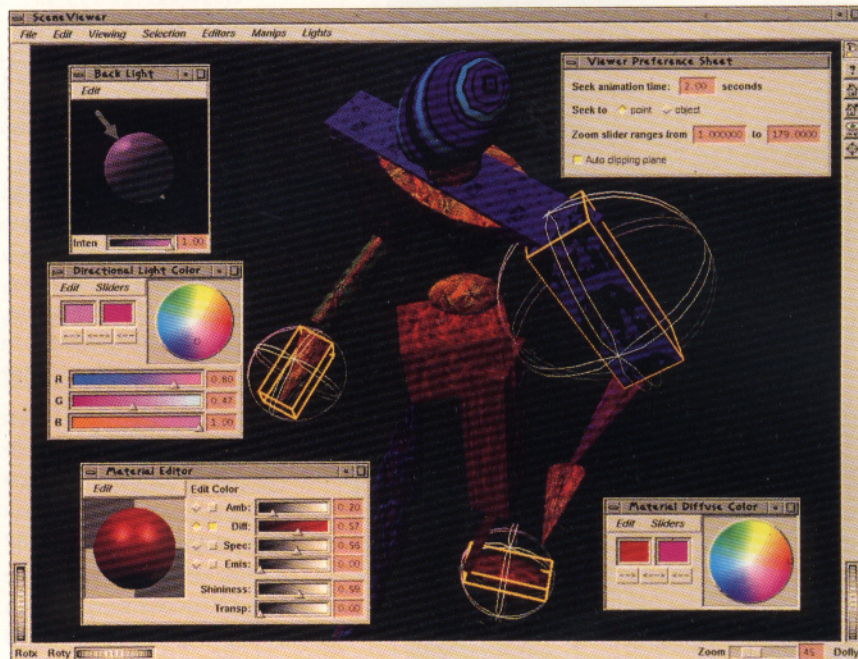 SceneViewer
File Edit Viewing Selection Editors Manips Lights
Back Light
Edit
Inten 1.00
Viewer Preference Sheet
Seek animation time: 2.00 seconds
Seek to point object
Zoom slider ranges from 1.000000 to 179.0000
Auto clipping plane
?
Directional Light Color
Edit Sliders
R 0.80
G 0.47
B 1.00
Material Editor
Edit
Edit Color
Amb: 0.20
Diff: 0.57
Spec: 0.56
Emis: 0.00
Shininess: 0.59
Transp: 0.00
Material Diffuse Color
Edit Sliders
Rotx Roty
Zoom 45 Dolly